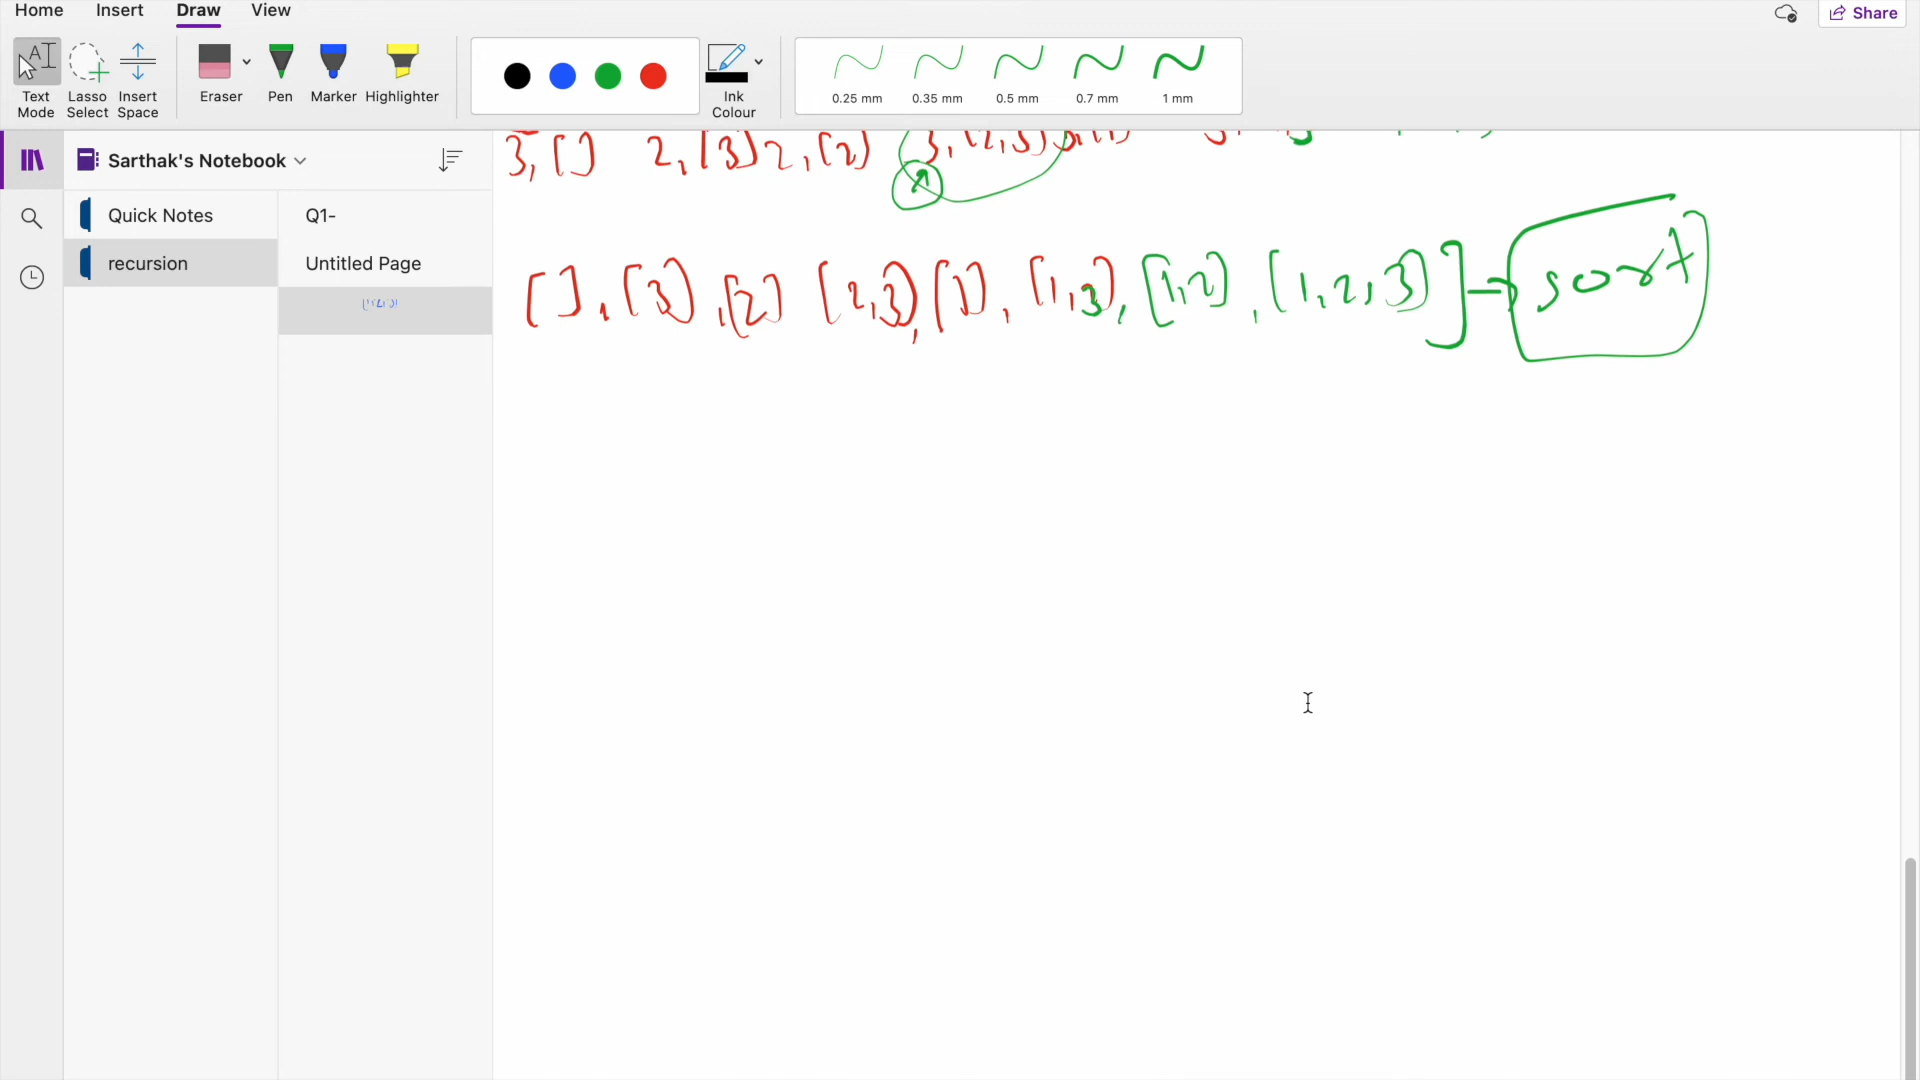 Home Insert Draw View
Share
Text Mode
Lasso Select
Insert Space
Eraser
Pen
Marker
Highlighter
Ink Colour
0.25 mm
0.35 mm
0.5 mm
0.7 mm
1 mm
Sarthak's Notebook
Quick Notes
recursion
Q1-
Untitled Page
3, [] 2, [3] 2, [2] 3, [2,3]
[], [3], [2] [2,3], [1], [1,3], [1,2], [1,2,3]] → sort